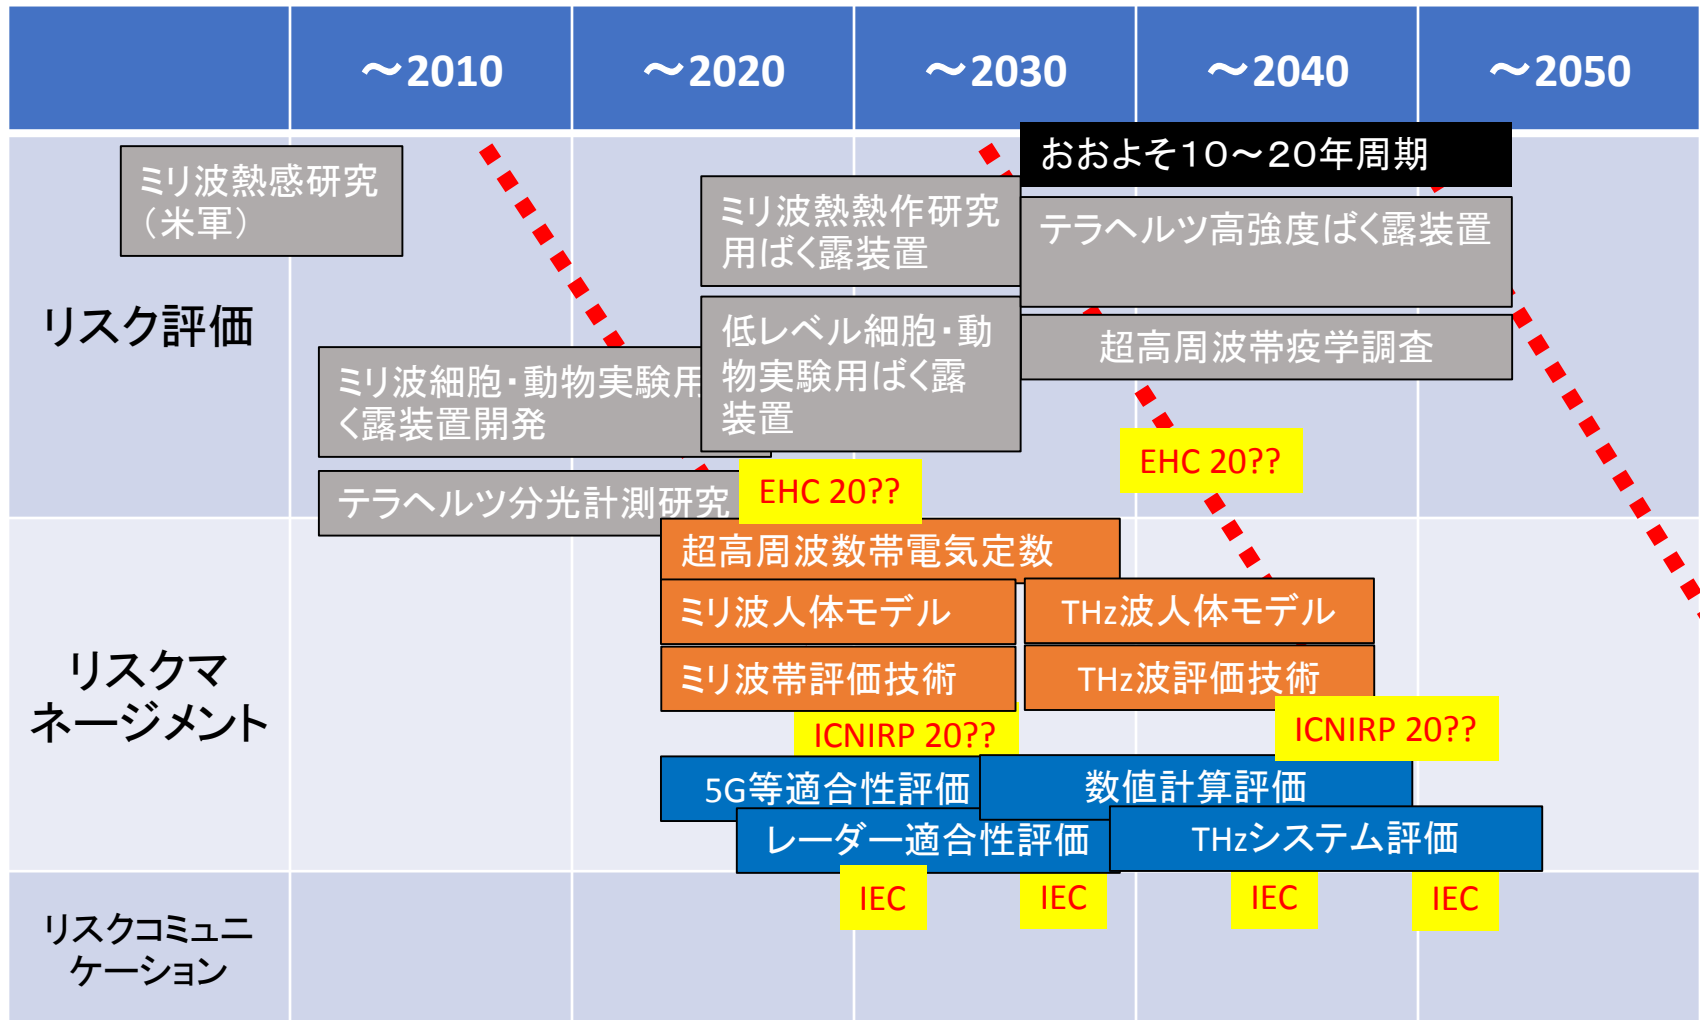 ～2010
～2020
～2030
～2040
～2050
リスク評価
ミリ波熱感研究
（米軍）
おおよそ１０～２０年周期
ミリ波熱熱作研究
用ばく露装置
テラヘルツ高強度ばく露装置
低レベル細胞・動
物実験用ばく露
装置
超高周波帯疫学調査
ミリ波細胞・動物実験用
く露装置開発
テラヘルツ分光計測研究
EHC 20??
EHC 20??
リスクマ
ネージメント
超高周波数帯電気定数
ミリ波人体モデル
THz波人体モデル
ミリ波帯評価技術
THz波評価技術
ICNIRP 20??
ICNIRP 20??
5G等適合性評価
数値計算評価
レーダー適合性評価
THzシステム評価
IEC
IEC
IEC
IEC
リスクコミュニ
ケーション